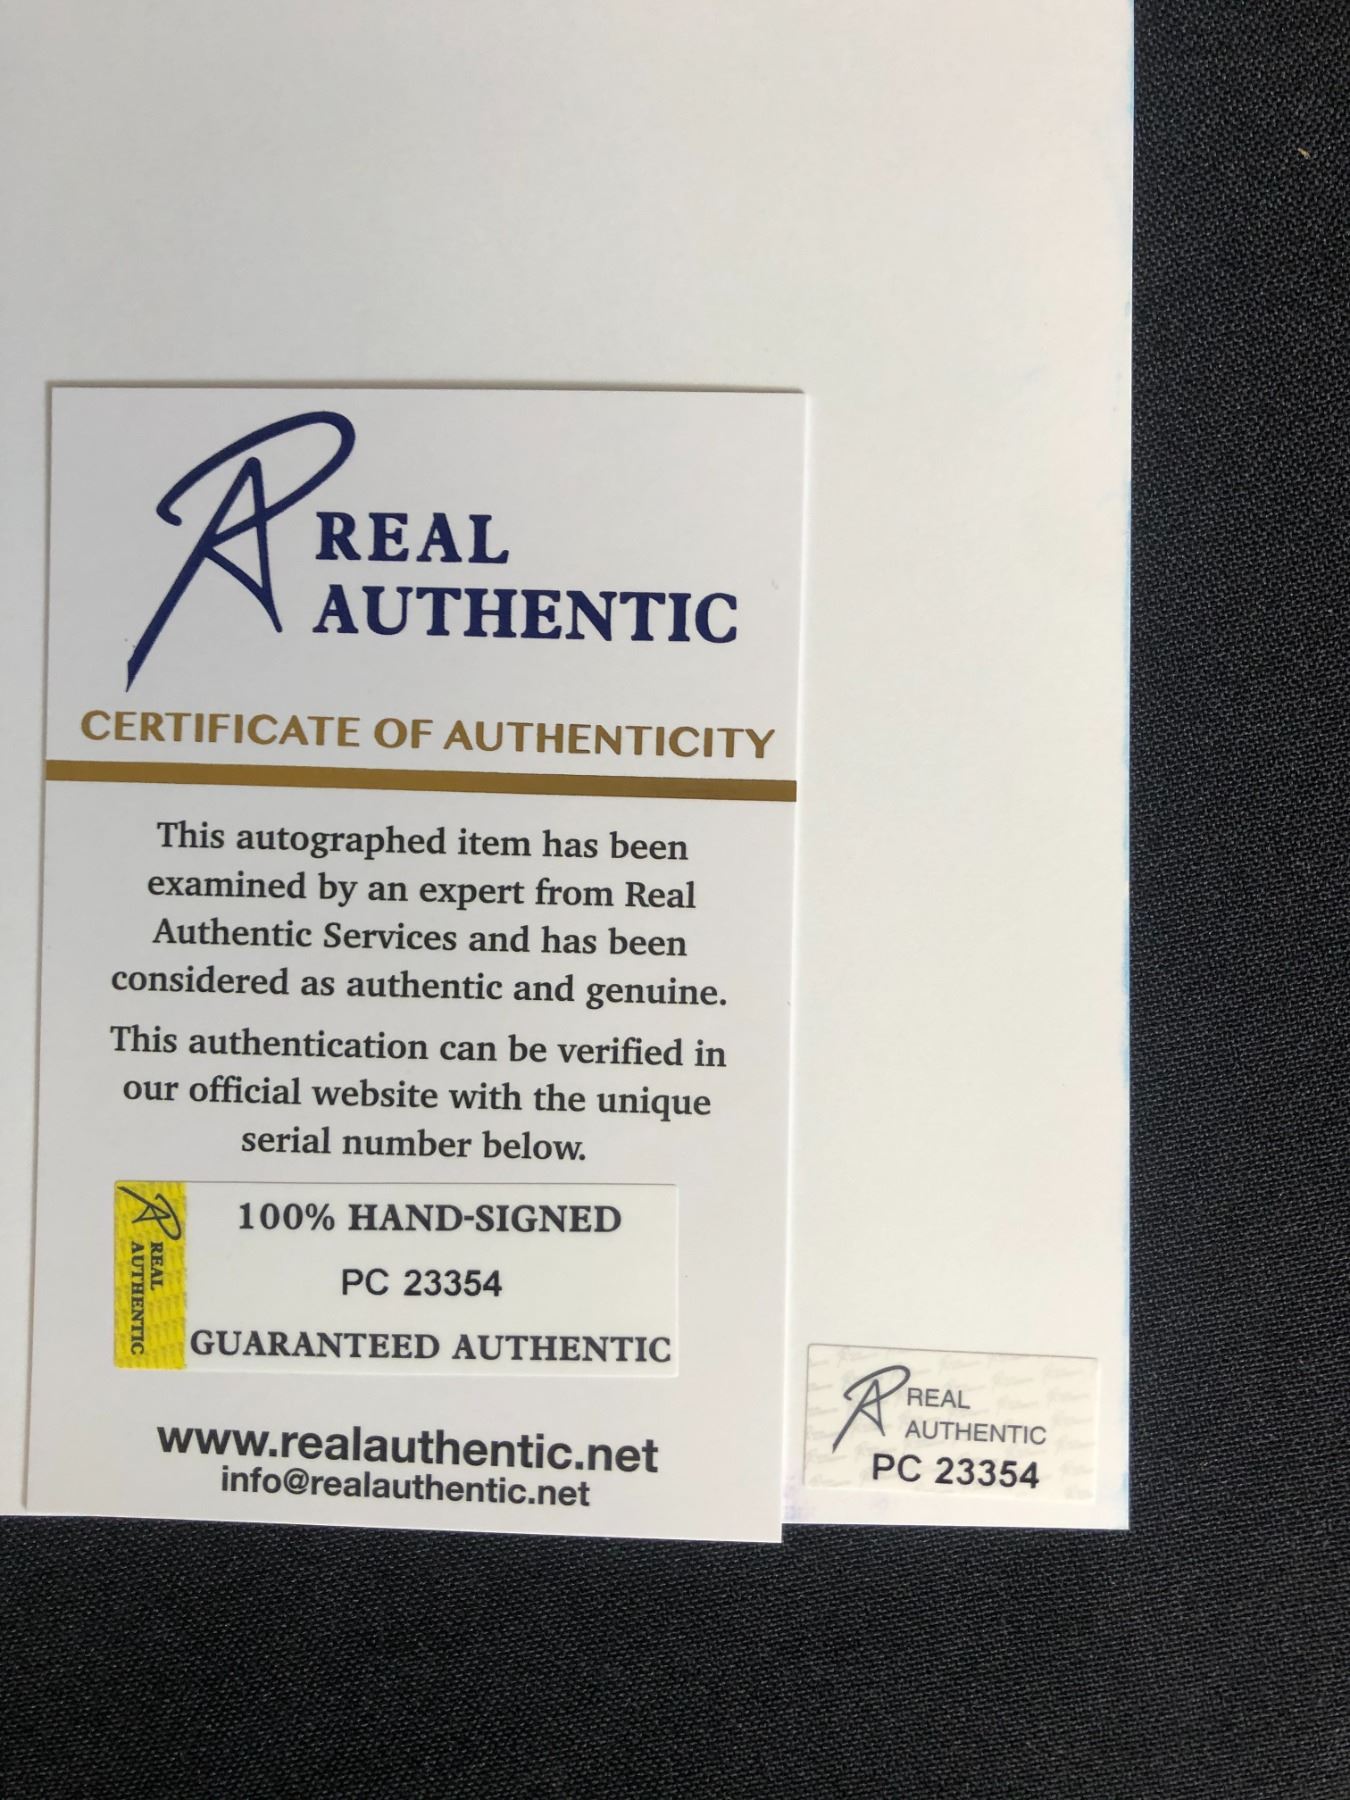 REAL
AUTHENTIC
CERTIFICATE OF AUTHENTICITY
This autographed item has been
examined by an expert from Real
Authentic Services and has been
considered as authentic and genuine.
This authentication can be verified in
our official website with the unique
serial number below.
REAL
AUTHENTIC
100% HAND-SIGNED
PC 23354
GUARANTEED AUTHENTIC
www.realauthentic.net
info@realauthentic.net
REAL
AUTHENTIC
PC 23354